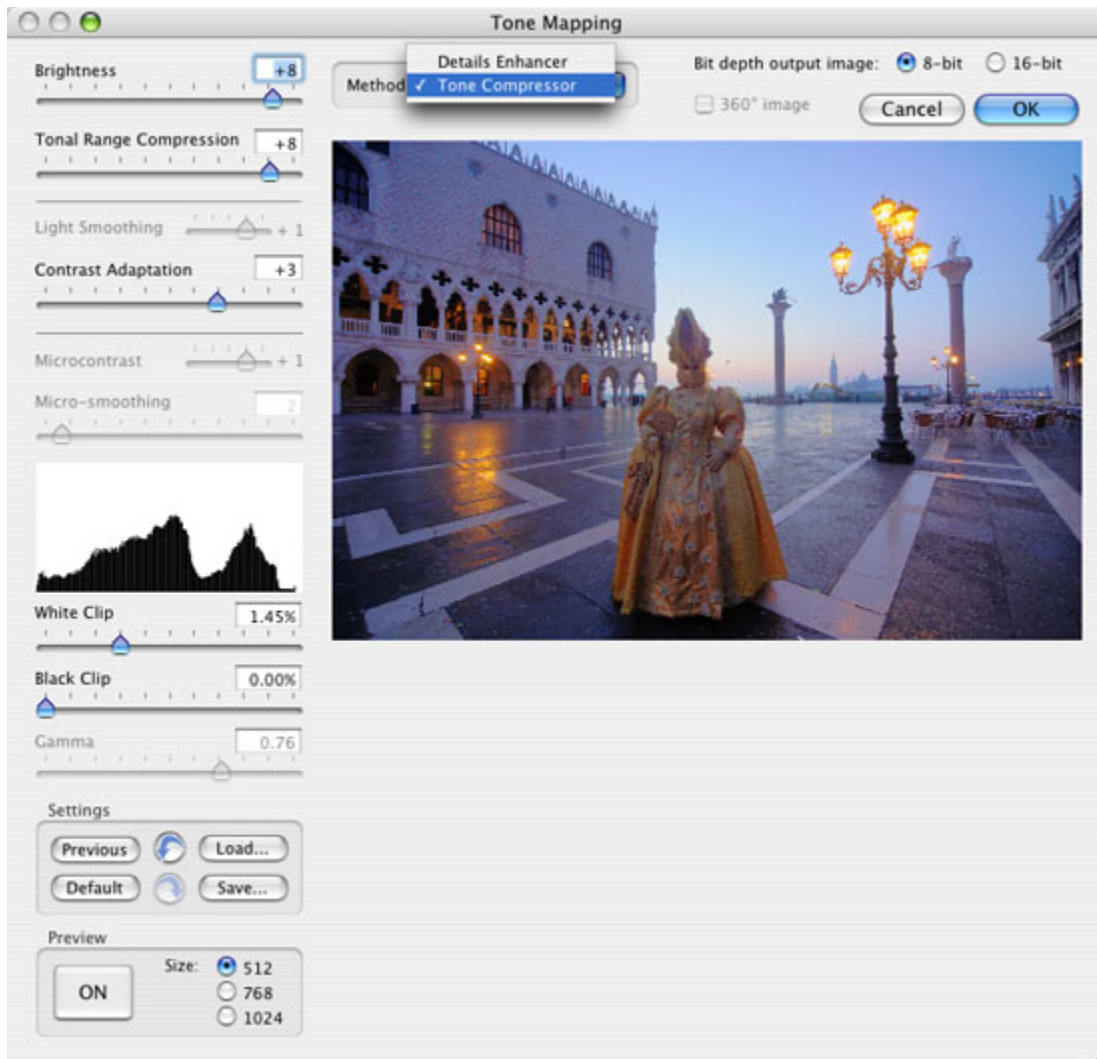 Tone Mapping
Brightness +8
Tonal Range Compression +8
Light Smoothing + 1
Contrast Adaptation +3
Microcontrast + 1
Micro-smoothing 2
White Clip 1.45%
Black Clip 0.00%
Gamma 0.76
Settings
Previous Load...
Default Save...
Preview
ON Size: 512
768
1024
Method
Details Enhancer
✓ Tone Compressor
Bit depth output image: 8-bit 16-bit
360° image Cancel OK